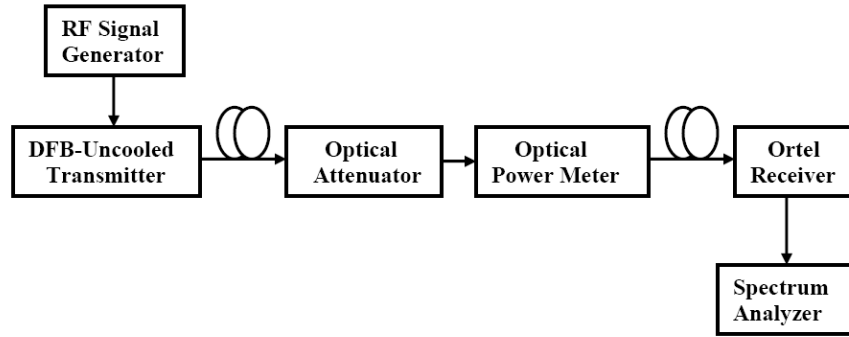 RF Signal
Generator
DFB-Uncooled
Transmitter
Optical
Attenuator
Optical
Power Meter
Ortel
Receiver
Spectrum
Analyzer